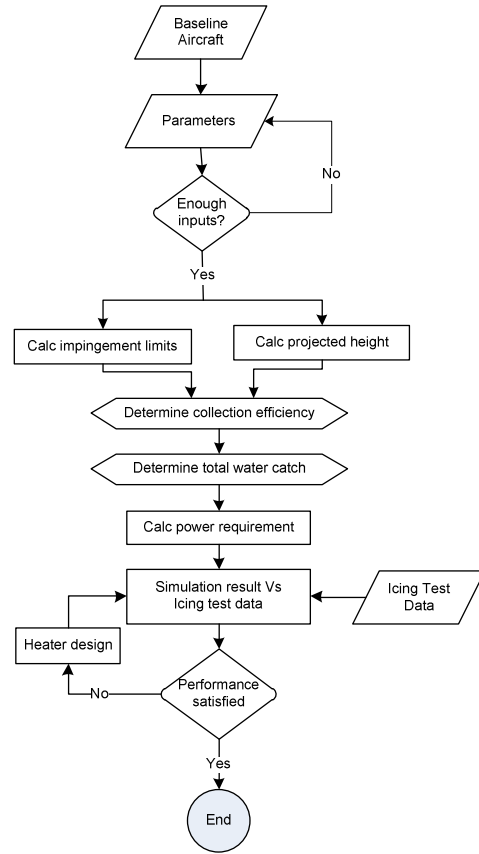 Baseline
Aircraft
Parameters
No
Enough
inputs?
Yes
Calc impingement limits
Calc projected height
Determine collection efficiency
Determine total water catch
Calc power requirement
Simulation result Vs
Icing test data
Icing Test
Data
Heater design
No
Performance
satisfied
Yes
End